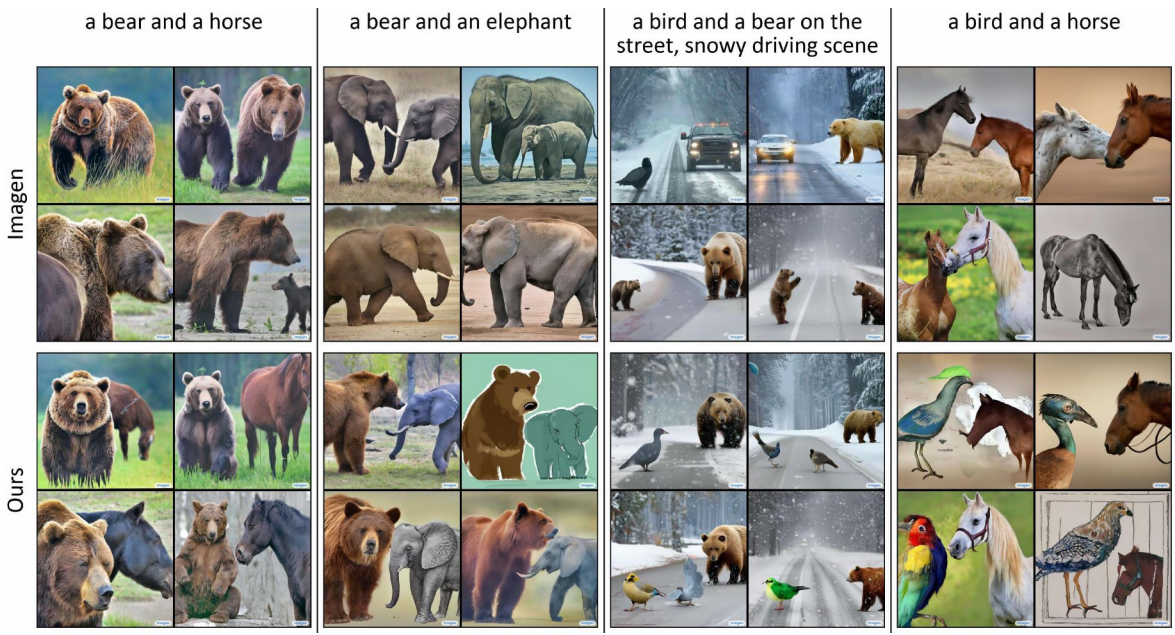 a bear and a horse
a bear and an elephant
a bird and a bear on the
street, snowy driving scene
a bird and a horse
Imagen
Ours